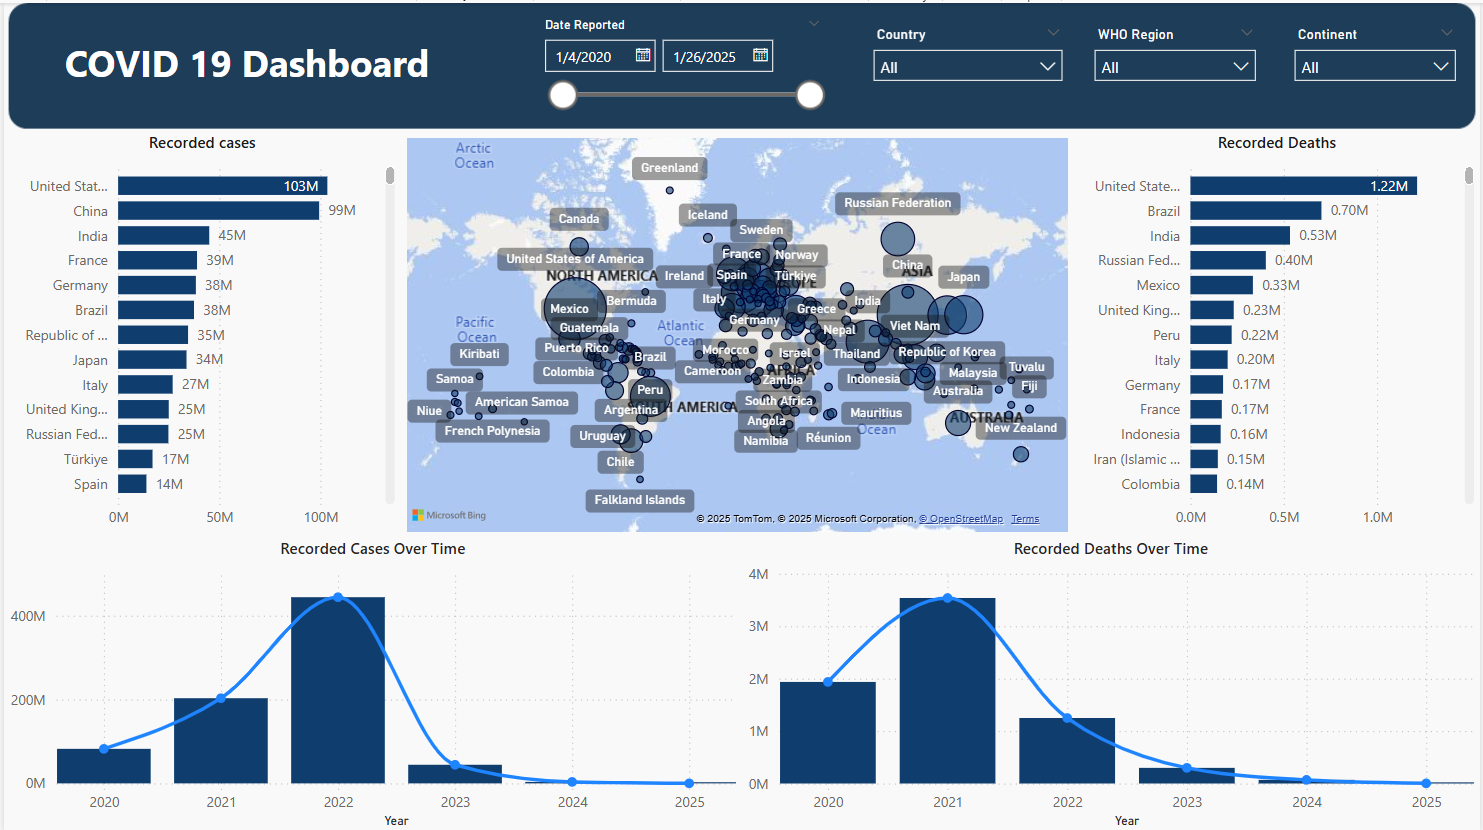 COVID 19 Dashboard
Date Reported
1/4/2020
1/26/2025
Country
All
WHO Region
All
Continent
All
Recorded cases
United Stat... 103M
China 99M
India 45M
France 39M
Germany 38M
Brazil 38M
Republic of ... 35M
Japan 34M
Italy 27M
United King... 25M
Russian Fed... 25M
Türkiye 17M
Spain 14M
0M 50M 100M
Arctic
Ocean
Greenland
Russian Federation
Canada
Iceland
Sweden
United States of America
France
Norway
China
ASIA
NORTH AMERICA
Ireland
Spain
Türkiye
Japan
Bermuda
Italy
India
Mexico
Greece
Pacific
Ocean
Guatemala
Atlantic
Ocean
Germany
Nepal
Viet Nam
Kiribati
Puerto Rico
Brazil
Morocco
Israel
Thailand
Republic of Korea
Samoa
Colombia
Cameroon
AFRICA
Zambia
Indonesia
Malaysia
Tuvalu
Fiji
American Samoa
Peru
Australia
Niue
Argentina
SOUTH AMERICA
South Africa
Mauritius
Ocean
AUSTRALIA
French Polynesia
Uruguay
Angola
Namibia
Réunion
New Zealand
Chile
Falkland Islands
Microsoft Bing
© 2025 TomTom, © 2025 Microsoft Corporation, © OpenStreetMap Terms
Recorded Deaths
United State... 1.22M
Brazil 0.70M
India 0.53M
Russian Fed... 0.40M
Mexico 0.33M
United King... 0.23M
Peru 0.22M
Italy 0.20M
Germany 0.17M
France 0.17M
Indonesia 0.16M
Iran (Islamic ... 0.15M
Colombia 0.14M
0.0M 0.5M 1.0M
Recorded Cases Over Time
400M
200M
0M
2020 2021 2022 2023 2024 2025
Year
Recorded Deaths Over Time
4M
3M
2M
1M
0M
2020 2021 2022 2023 2024 2025
Year